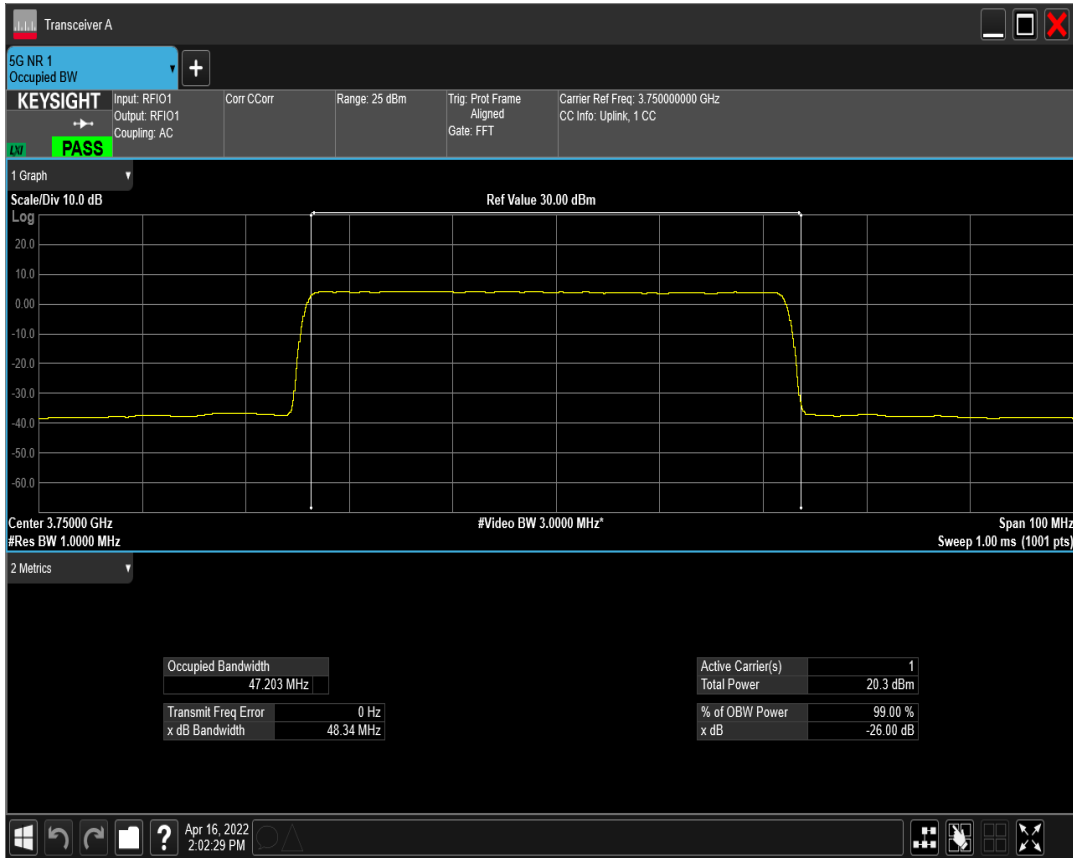 Transceiver A
5G NR 1
Occupied BW
KEYSIGHT
Input: RFIO1
Output: RFIO1
Coupling: AC
Corr CCorr
Range: 25 dBm
Trig: Prot Frame
Aligned
Gate: FFT
Carrier Ref Freq: 3.750000000 GHz
CC Info: Uplink, 1 CC
LXI
PASS
1 Graph
Scale/Div 10.0 dB
Ref Value 30.00 dBm
Log
20.0
10.0
0.00
-10.0
-20.0
-30.0
-40.0
-50.0
-60.0
Center 3.75000 GHz
#Video BW 3.0000 MHz*
Span 100 MHz
#Res BW 1.0000 MHz
Sweep 1.00 ms (1001 pts)
2 Metrics
Occupied Bandwidth
47.203 MHz
Transmit Freq Error 0 Hz
x dB Bandwidth 48.34 MHz
Active Carrier(s) 1
Total Power 20.3 dBm
% of OBW Power 99.00 %
x dB -26.00 dB
?
Apr 16, 2022
2:02:29 PM